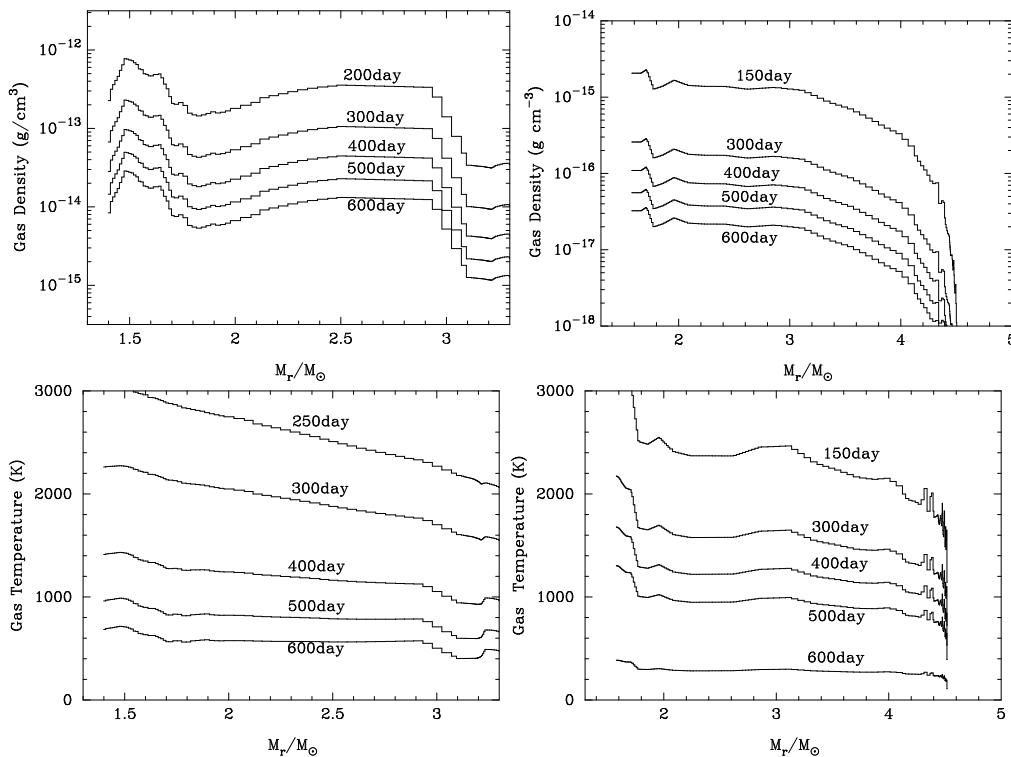 Gas Density (g/cm³)
10⁻¹²
10⁻¹³
10⁻¹⁴
10⁻¹⁵
200day
300day
400day
500day
600day
1.5 2 2.5 3
Mᵣ/M☉
Gas Density (g cm⁻³)
10⁻¹⁴
10⁻¹⁵
10⁻¹⁶
10⁻¹⁷
10⁻¹⁸
150day
300day
400day
500day
600day
2 3 4 5
Mᵣ/M☉
Gas Temperature (K)
3000
2000
1000
0
250day
300day
400day
500day
600day
1.5 2 2.5 3
Mᵣ/M☉
Gas Temperature (K)
3000
2000
1000
0
150day
300day
400day
500day
600day
2 3 4 5
Mᵣ/M☉